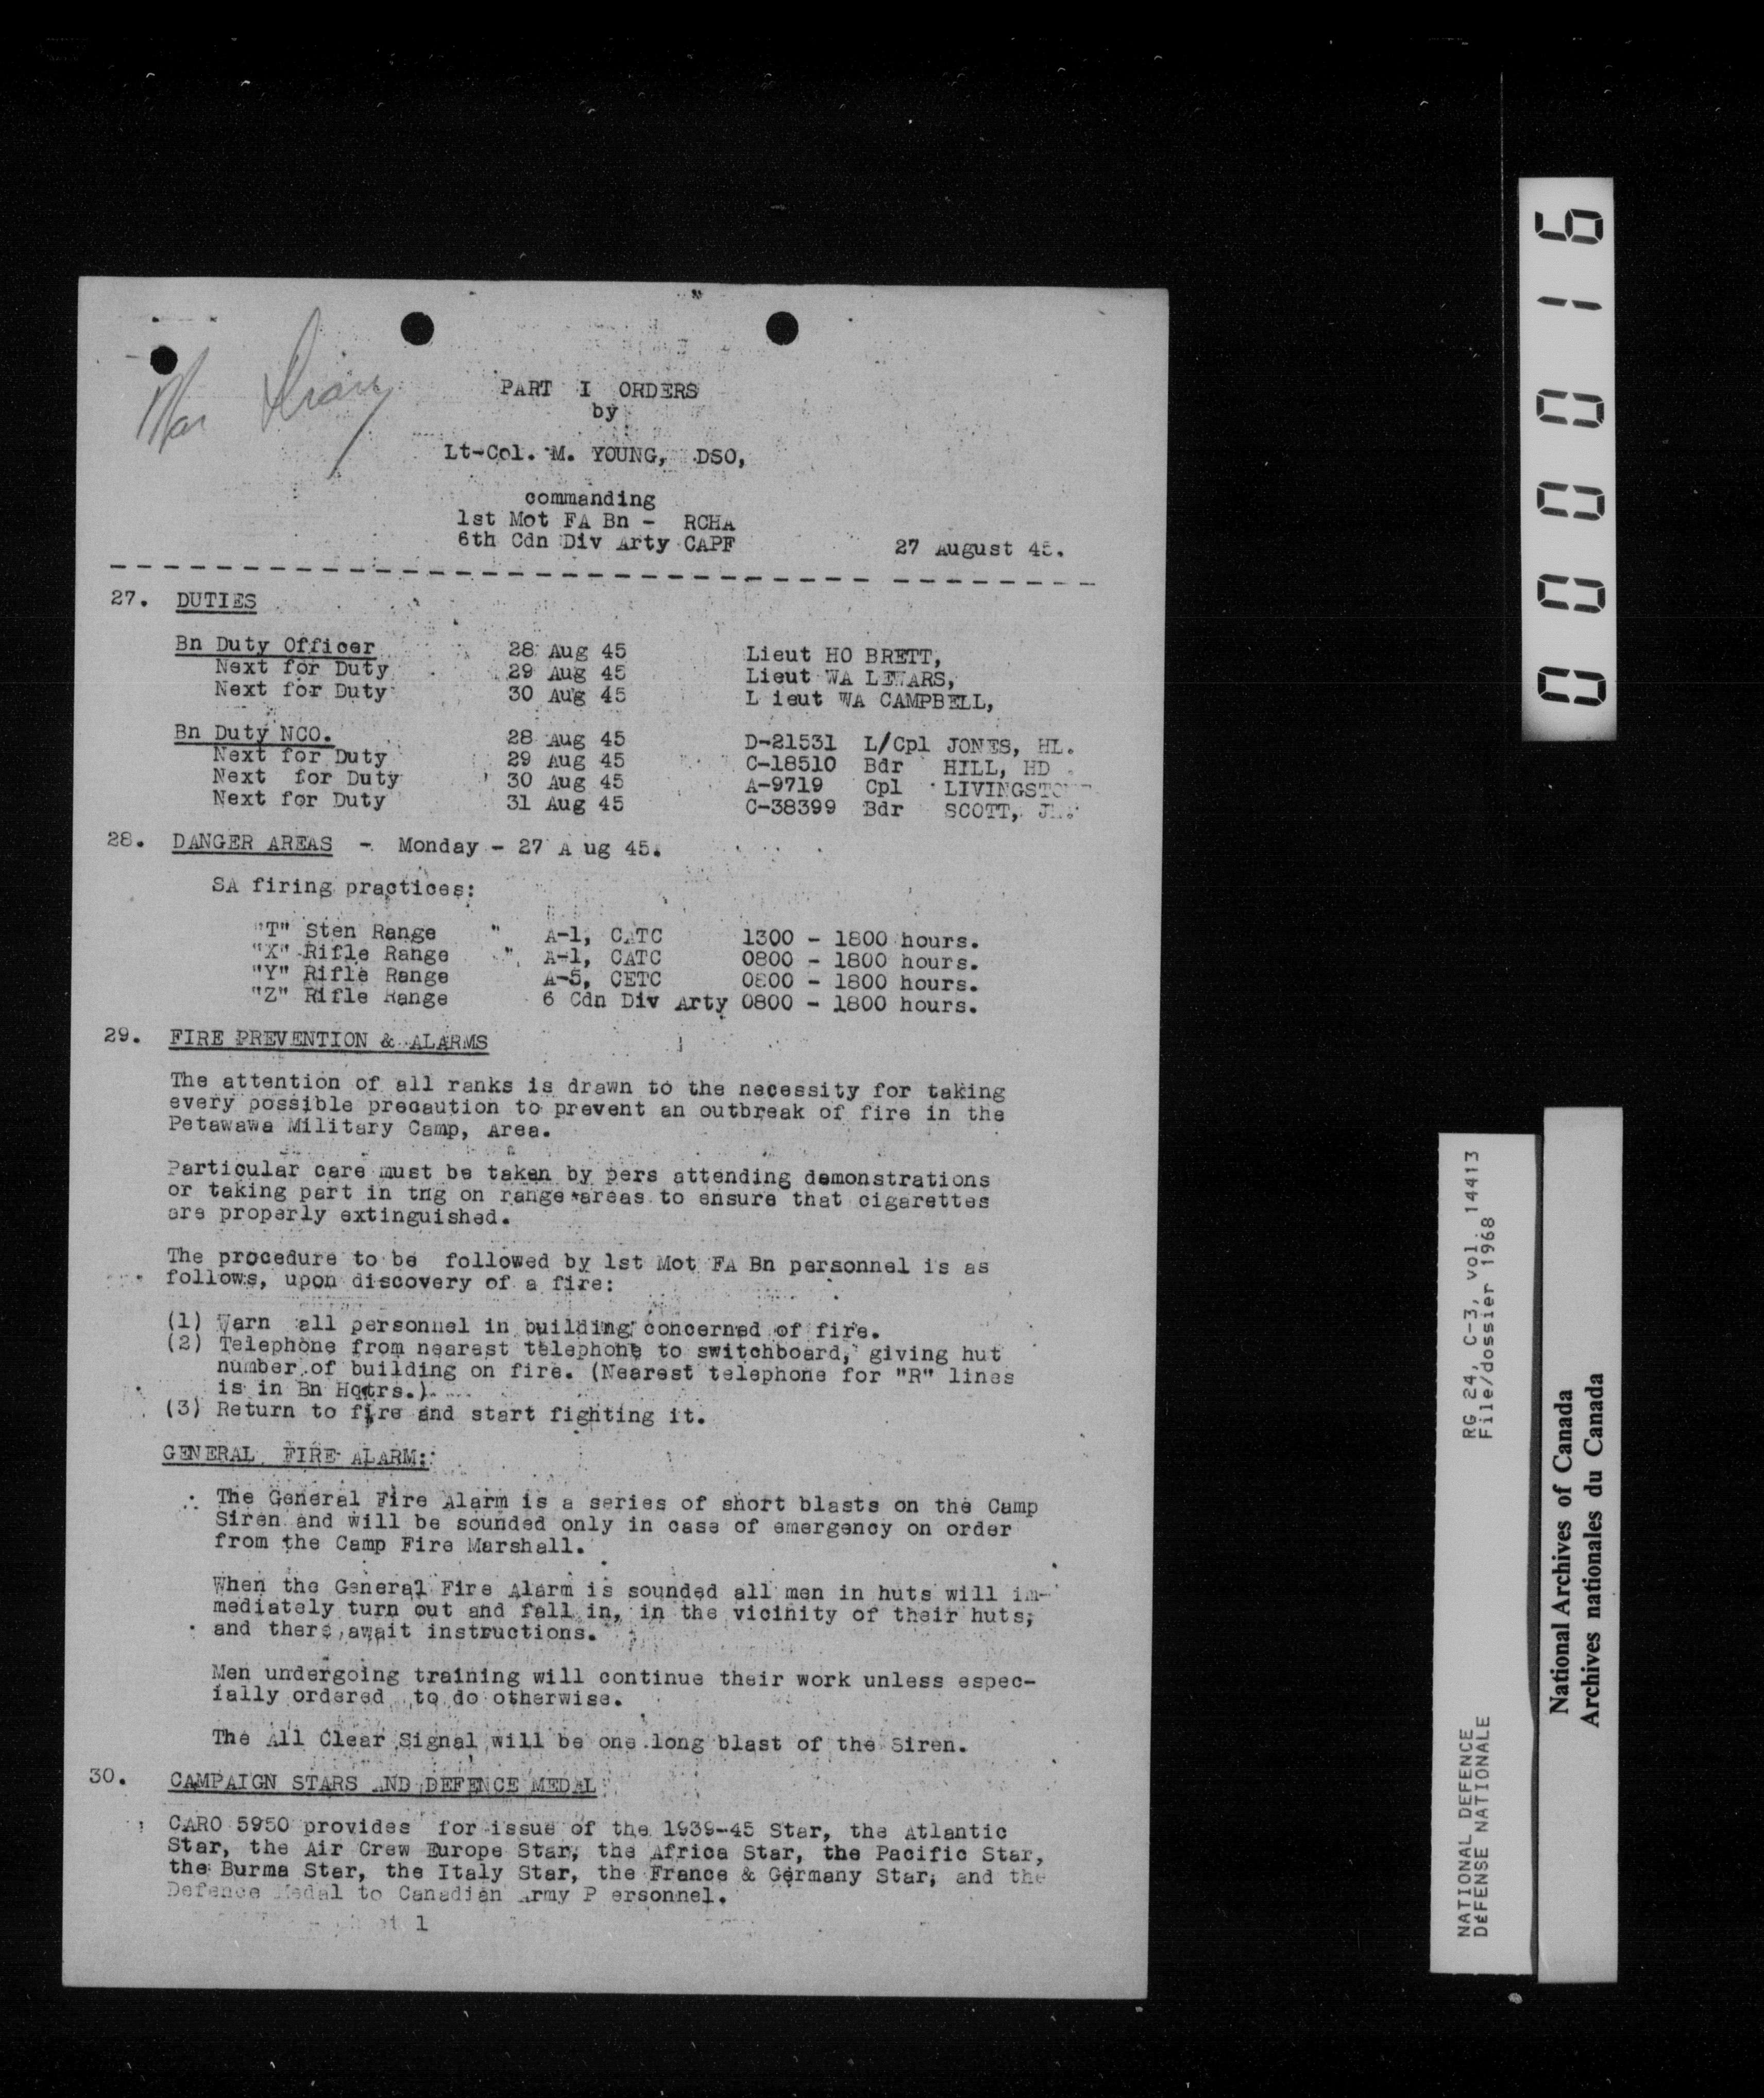 War Diary
PART I ORDERS
by
Lt-Col. M. YOUNG, DSO,
commanding
1st Mot FA Bn - RCHA
6th Cdn Div Arty CAPF
27 August 45.
27. DUTIES
Bn Duty Officer 28 Aug 45 Lieut HO BRETT,
Next for Duty 29 Aug 45 Lieut WA LEWARS,
Next for Duty 30 Aug 45 L ieut WA CAMPBELL,
Bn Duty NCO. 28 Aug 45 D-21531 L/Cpl JONES, HL.
Next for Duty 29 Aug 45 C-18510 Bdr HILL, HD
Next for Duty 30 Aug 45 A-9719 Cpl
Next for Duty 31 Aug 45 C-38399 Bdr SCOTT,
28. DANGER AREAS - Monday - 27 A ug 45.
SA firing practices:
"T" Sten Range " A-1, CATC 1300 - 1800 hours.
"X" Rifle Range " A-1, CATC 0800 - 1800 hours.
"Y" Rifle Range A-5, CETC 0800 - 1800 hours.
"Z" Rifle Range 6 Cdn Div Arty 0800 - 1800 hours.
29. FIRE PREVENTION & ALARMS
The attention of all ranks is drawn to the necessity for taking
every possible precaution to prevent an outbreak of fire in the
Petawawa Military Camp, Area.
Particular care must be taken by pers attending demonstrations
or taking part in trg on range areas to ensure that cigarettes
are properly extinguished.
The procedure to be followed by 1st Mot FA Bn personnel is as
follows, upon discovery of a fire:
(1) Warn all personnel in building concerned of fire.
(2) Telephone from nearest telephone to switchboard, giving hut
number of building on fire. (Nearest telephone for "R" lines
is in Bn Hqtrs.)
(3) Return to fire and start fighting it.
GENERAL FIRE ALARM:
The General Fire Alarm is a series of short blasts on the Camp
Siren and will be sounded only in case of emergency on order
from the Camp Fire Marshall.
When the General Fire Alarm is sounded all men in huts will im-
mediately turn out and fall in, in the vicinity of their huts,
and there await instructions.
Men undergoing training will continue their work unless espec-
ially ordered to do otherwise.
The All Clear Signal will be one long blast of the Siren.
30. CAMPAIGN STARS AND DEFENCE MEDAL
CARO 5950 provides for issue of the 1939-45 Star, the Atlantic
Star, the Air Crew Europe Star, the Africa Star, the Pacific Star,
the Burma Star, the Italy Star, the France & Germany Star, and the
Defence Medal to Canadian Army P ersonnel.
1
000016
NATIONAL DEFENCE RG 24, C-3, vol. 14413
DÉFENSE NATIONALE File/dossier 1968
National Archives of Canada
Archives nationales du Canada